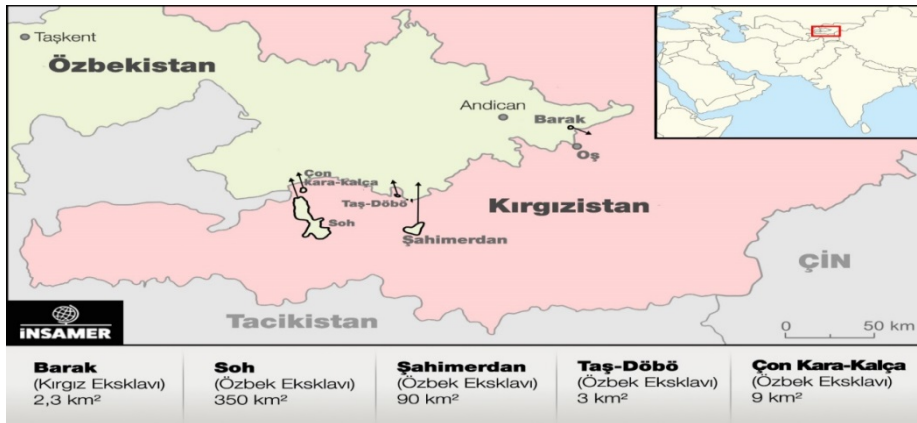 Taşkent
Özbekistan
Andican
Barak
Oş
Çon
Kara-kalça
Taş-Döbö
Kırgızistan
Soh
Şahimerdan
ÇİN
Tacikistan
0 50 km
iNSAMER
Barak
(Kırgız Eksklavı)
2,3 km²
Soh
(Özbek Eksklavı)
350 km²
Şahimerdan
(Özbek Eksklavı)
90 km²
Taş-Döbö
(Özbek Eksklavı)
3 km²
Çon Kara-Kalça
(Özbek Eksklavı)
9 km²